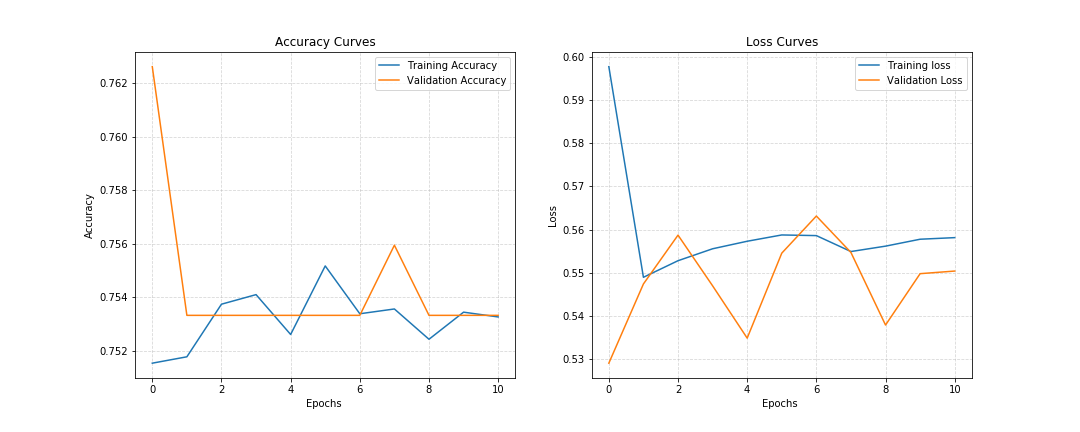 Accuracy Curves
Training Accuracy
Validation Accuracy
0.762
0.760
0.758
0.756
0.754
0.752
Accuracy
0 2 4 6 8 10
Epochs
Loss Curves
Training loss
Validation Loss
0.60
0.59
0.58
0.57
0.56
0.55
0.54
0.53
Loss
0 2 4 6 8 10
Epochs